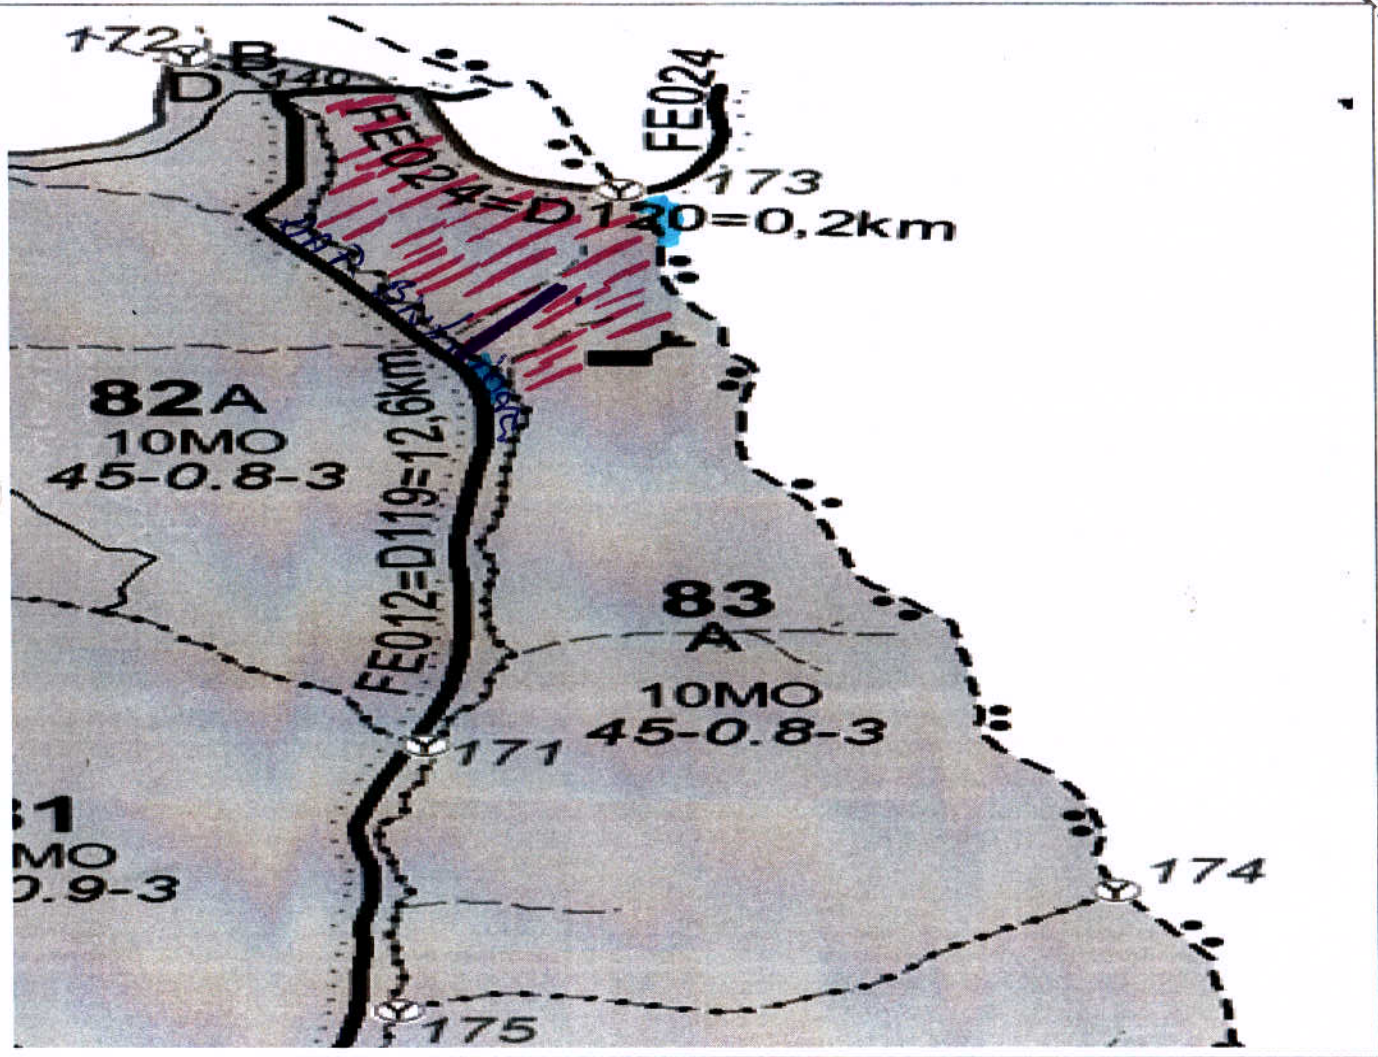 172
B
D 140
FE024
173
FE024=D120=0,2km
82A
10MO
45-0.8-3
FE012=D119=12,6km
83
A
10MO
45-0.8-3
171
31
MO
0.9-3
174
175